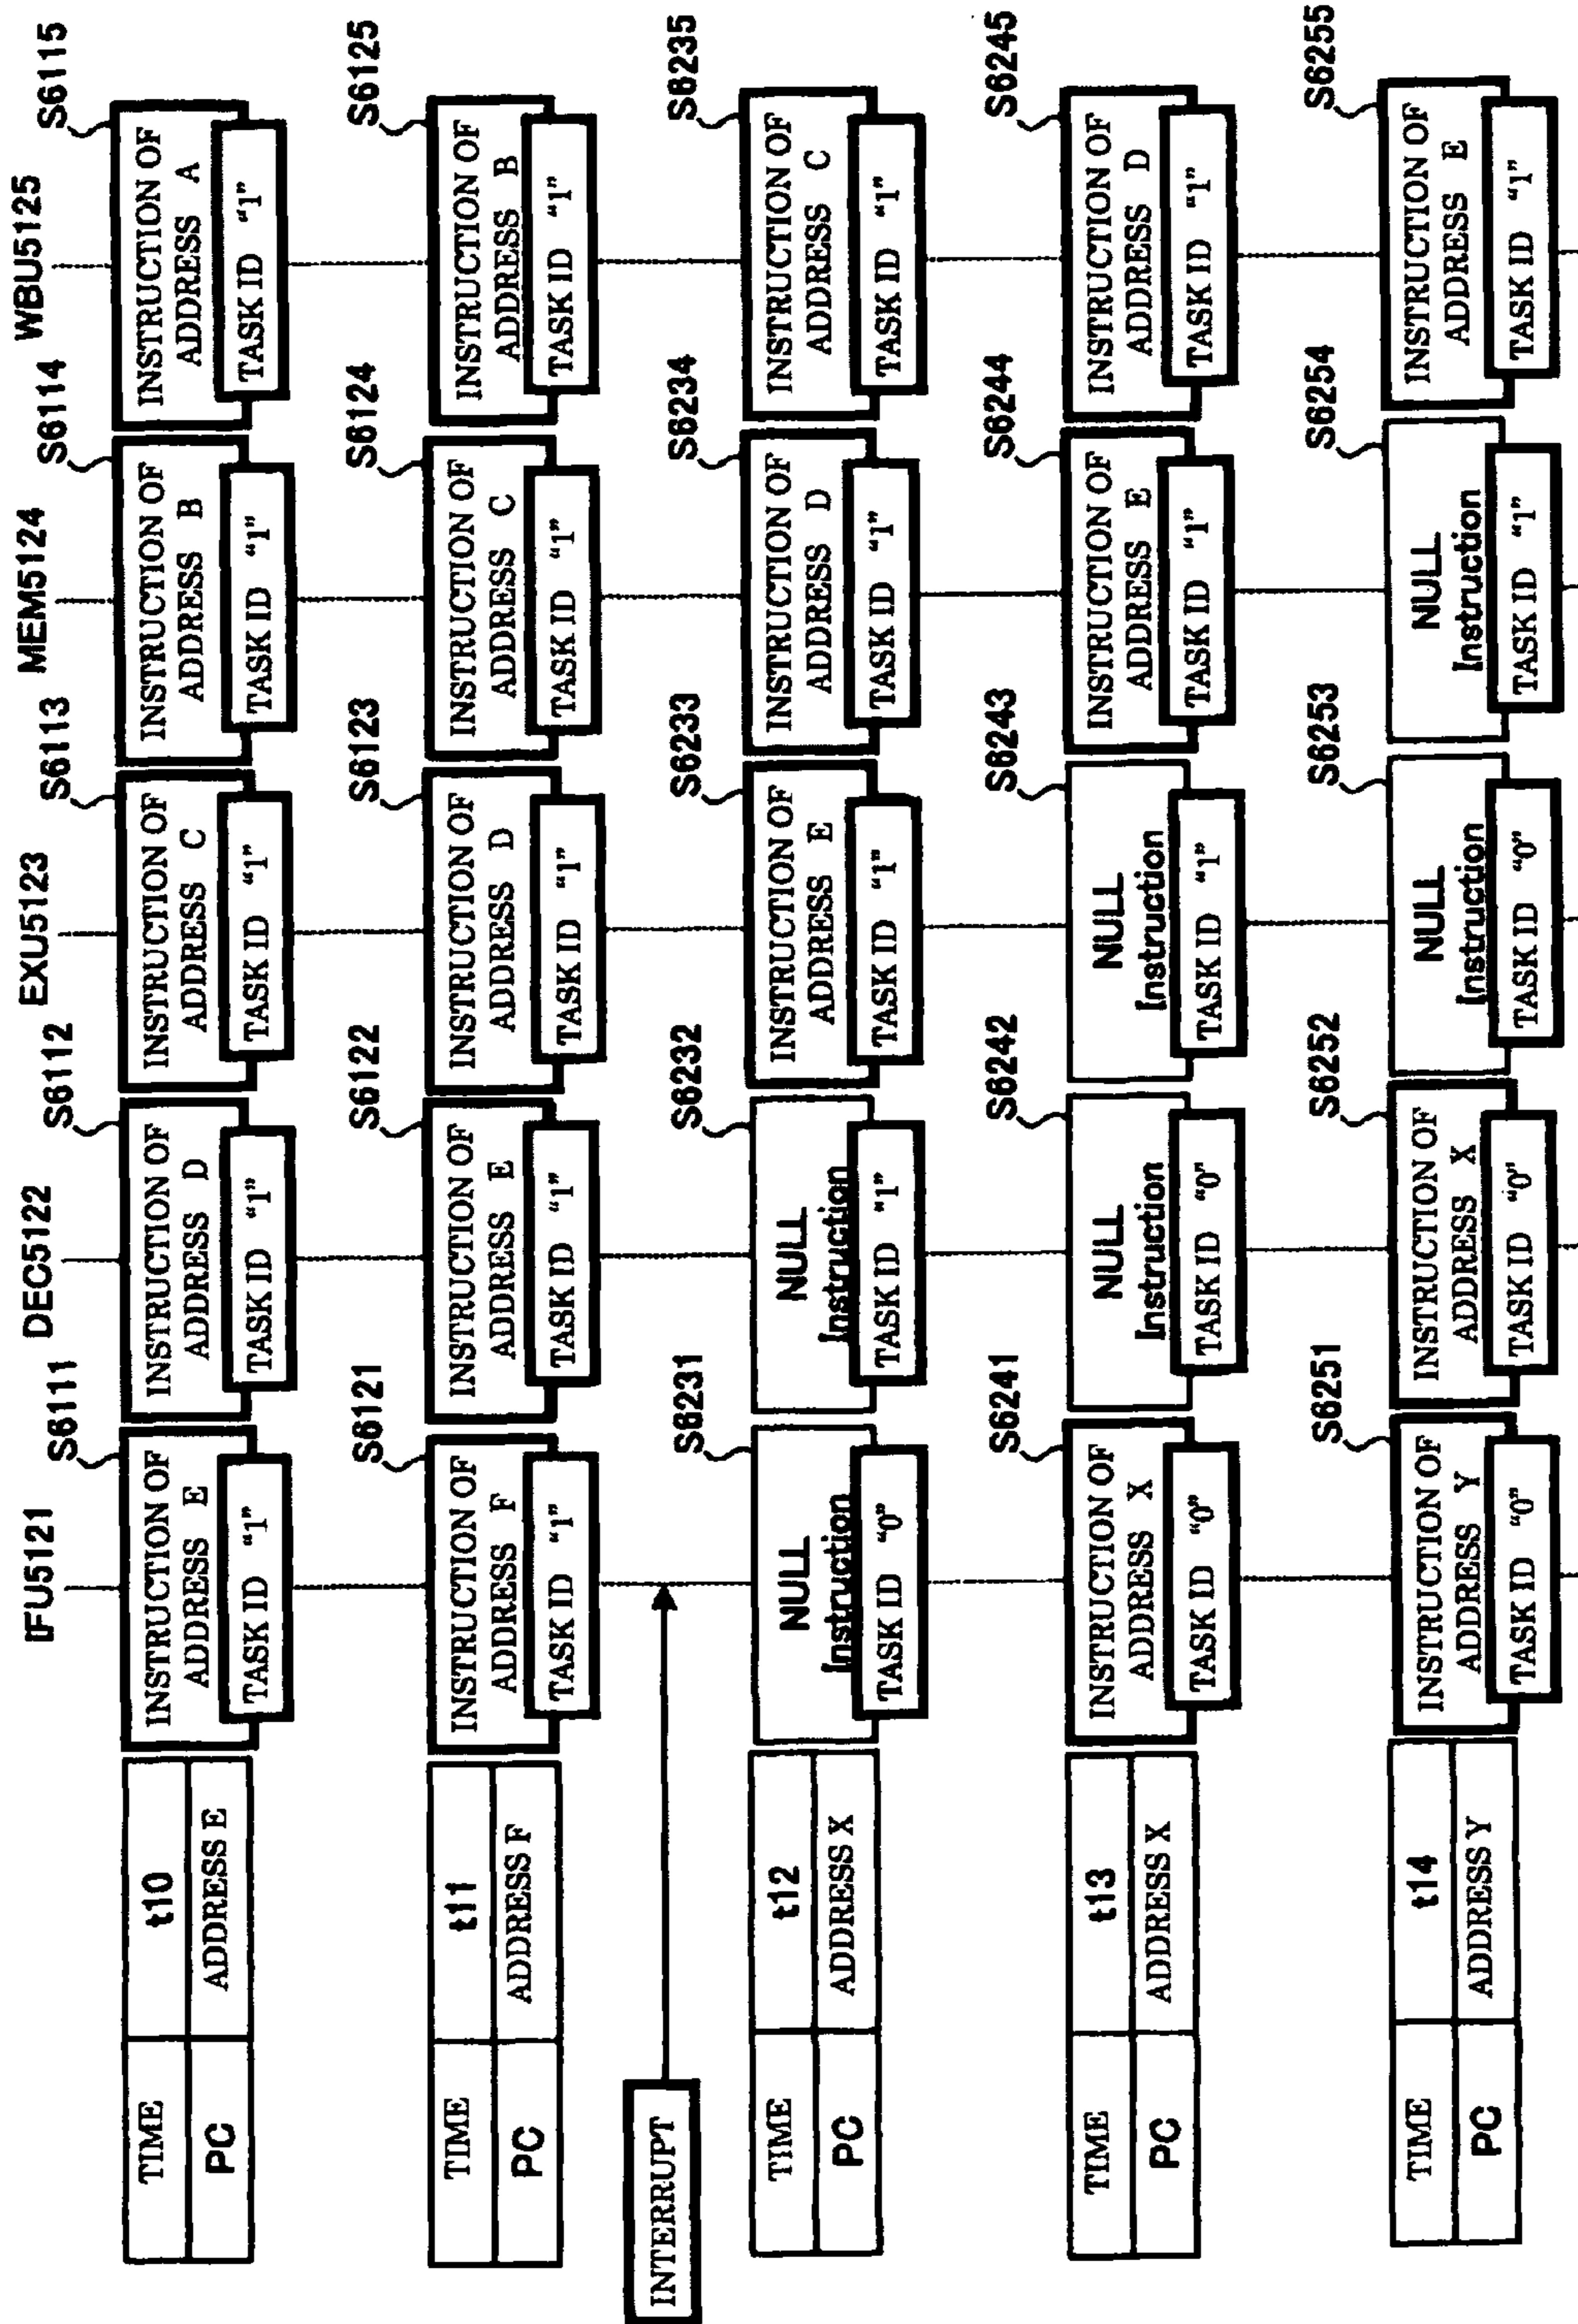 IFU5121 DEC5122 EXU5123 MEM5124 WBU5125
S6111 S6112 S6113 S6114 S6115
TIME t10
PC ADDRESS E
INSTRUCTION OF ADDRESS E
TASK ID "1"
INSTRUCTION OF ADDRESS D
TASK ID "1"
INSTRUCTION OF ADDRESS C
TASK ID "1"
INSTRUCTION OF ADDRESS B
TASK ID "1"
INSTRUCTION OF ADDRESS A
TASK ID "1"
S6121 S6122 S6123 S6124 S6125
TIME t11
PC ADDRESS F
INSTRUCTION OF ADDRESS F
TASK ID "1"
INSTRUCTION OF ADDRESS E
TASK ID "1"
INSTRUCTION OF ADDRESS D
TASK ID "1"
INSTRUCTION OF ADDRESS C
TASK ID "1"
INSTRUCTION OF ADDRESS B
TASK ID "1"
INTERRUPT
S6231 S6232 S6233 S6234 S6235
TIME t12
PC ADDRESS X
NULL
Instruction
TASK ID "0"
NULL
Instruction
TASK ID "1"
INSTRUCTION OF ADDRESS E
TASK ID "1"
INSTRUCTION OF ADDRESS D
TASK ID "1"
INSTRUCTION OF ADDRESS C
TASK ID "1"
S6241 S6242 S6243 S6244 S6245
TIME t13
PC ADDRESS X
INSTRUCTION OF ADDRESS X
TASK ID "0"
NULL
Instruction
TASK ID "0"
NULL
Instruction
TASK ID "1"
INSTRUCTION OF ADDRESS E
TASK ID "1"
INSTRUCTION OF ADDRESS D
TASK ID "1"
S6251 S6252 S6253 S6254 S6255
TIME t14
PC ADDRESS Y
INSTRUCTION OF ADDRESS Y
TASK ID "0"
INSTRUCTION OF ADDRESS X
TASK ID "0"
NULL
Instruction
TASK ID "0"
NULL
Instruction
TASK ID "1"
INSTRUCTION OF ADDRESS E
TASK ID "1"